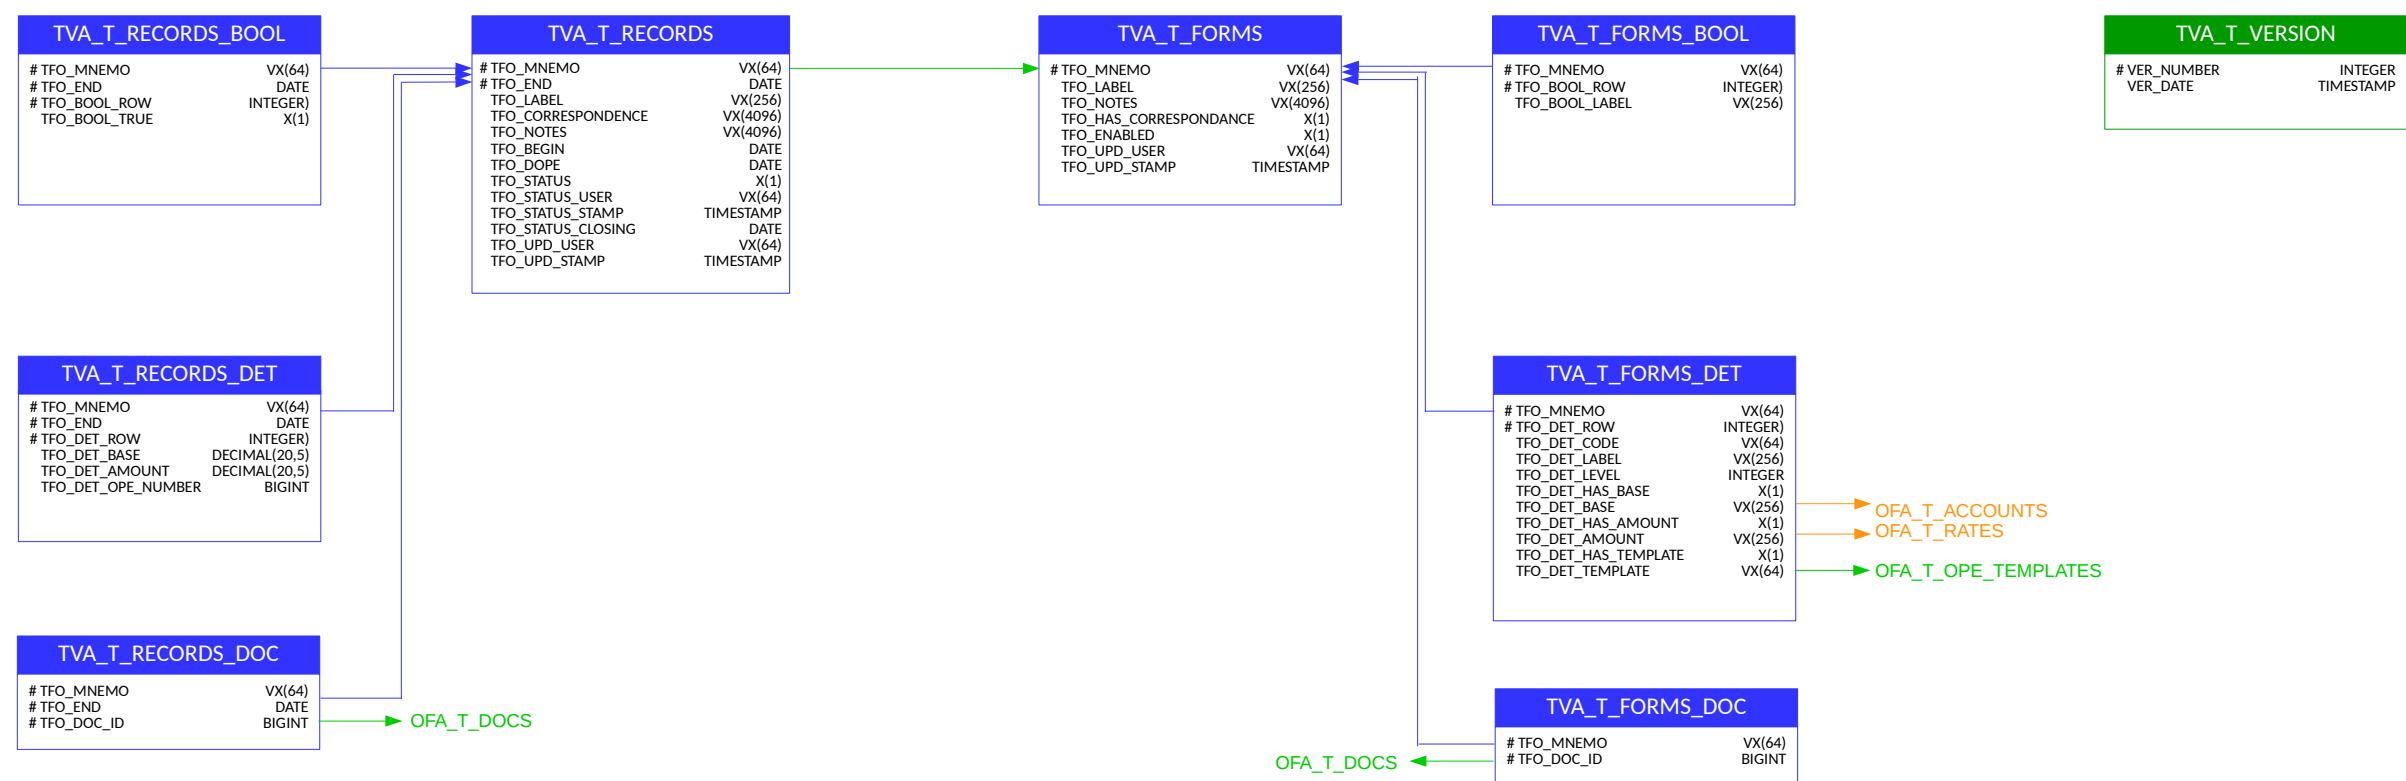 TVA_T_RECORDS_BOOL
# TFO_MNEMO VX(64)
# TFO_END DATE
# TFO_BOOL_ROW INTEGER)
TFO_BOOL_TRUE X(1)
TVA_T_RECORDS
# TFO_MNEMO VX(64)
# TFO_END DATE
TFO_LABEL VX(256)
TFO_CORRESPONDENCE VX(4096)
TFO_NOTES VX(4096)
TFO_BEGIN DATE
TFO_DOPE DATE
TFO_STATUS X(1)
TFO_STATUS_USER VX(64)
TFO_STATUS_STAMP TIMESTAMP
TFO_STATUS_CLOSING DATE
TFO_UPD_USER VX(64)
TFO_UPD_STAMP TIMESTAMP
TVA_T_FORMS
# TFO_MNEMO VX(64)
TFO_LABEL VX(256)
TFO_NOTES VX(4096)
TFO_HAS_CORRESPONDANCE X(1)
TFO_ENABLED X(1)
TFO_UPD_USER VX(64)
TFO_UPD_STAMP TIMESTAMP
TVA_T_FORMS_BOOL
# TFO_MNEMO VX(64)
# TFO_BOOL_ROW INTEGER)
TFO_BOOL_LABEL VX(256)
TVA_T_VERSION
# VER_NUMBER INTEGER
VER_DATE TIMESTAMP
TVA_T_RECORDS_DET
# TFO_MNEMO VX(64)
# TFO_END DATE
# TFO_DET_ROW INTEGER)
TFO_DET_BASE DECIMAL(20,5)
TFO_DET_AMOUNT DECIMAL(20,5)
TFO_DET_OPE_NUMBER BIGINT
TVA_T_FORMS_DET
# TFO_MNEMO VX(64)
# TFO_DET_ROW INTEGER)
TFO_DET_CODE VX(64)
TFO_DET_LABEL VX(256)
TFO_DET_LEVEL INTEGER
TFO_DET_HAS_BASE X(1)
TFO_DET_BASE VX(256)
TFO_DET_HAS_AMOUNT X(1)
TFO_DET_AMOUNT VX(256)
TFO_DET_HAS_TEMPLATE X(1)
TFO_DET_TEMPLATE VX(64)
OFA_T_ACCOUNTS
OFA_T_RATES
OFA_T_OPE_TEMPLATES
TVA_T_RECORDS_DOC
# TFO_MNEMO VX(64)
# TFO_END DATE
# TFO_DOC_ID BIGINT
OFA_T_DOCS
TVA_T_FORMS_DOC
# TFO_MNEMO VX(64)
# TFO_DOC_ID BIGINT
OFA_T_DOCS